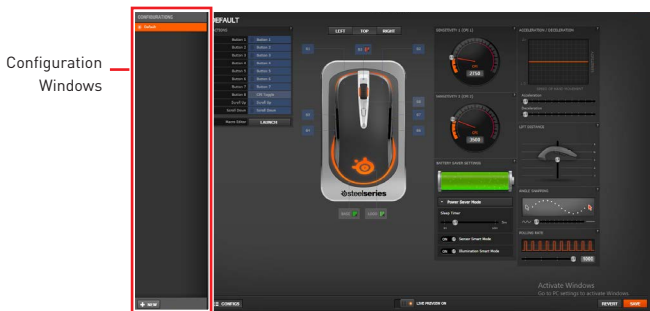 Configuration
Windows
CONFIGURATIONS
Default
+ NEW
DEFAULT
Button 1 Button 1
Button 2 Button 2
Button 3 Button 3
Button 4 Button 4
Button 5 Button 5
Button 6 Button 6
Button 7 Button 7
Button 8 CPI Toggle
Scroll Up Scroll Up
Scroll Down Scroll Down
Macro Editor LAUNCH
LEFT TOP RIGHT
steelseries
SENSITIVITY 1 (CPI 1)
CPI
2750
SENSITIVITY 2 (CPI 2)
CPI
3500
BATTERY SAVER SETTINGS
Power Saver Mode
Sleep Timer
ON Sensor Smart Mode
ON Illumination Smart Mode
ACCELERATION / DECELERATION
Acceleration
Deceleration
LIFT DISTANCE
ANGLE SNAPPING
POLLING RATE
1000
Activate Windows
Go to PC settings to activate Windows.
CONFIGS
LIVE PREVIEW ON
REVERT SAVE